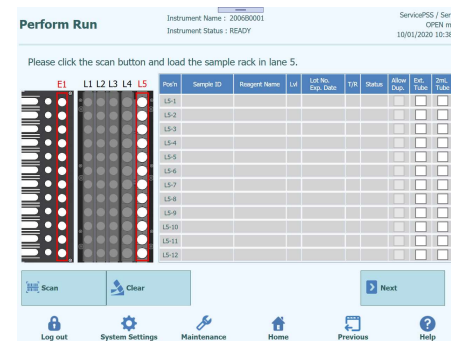 Perform Run
Instrument Name : 2006B0001
Instrument Status : READY
ServicePSS / Ser
OPEN m
10/01/2020 10:38
Please click the scan button and load the sample rack in lane 5.
E1 L1 L2 L3 L4 L5
Pos'n Sample ID Reagent Name Lvl Lot No. Exp. Date T/R Status Allow Dup. Ext. Tube 2mL Tube
L5-1
L5-2
L5-3
L5-4
L5-5
L5-6
L5-7
L5-8
L5-9
L5-10
L5-11
L5-12
Scan
Clear
Next
Log out
System Settings
Maintenance
Home
Previous
Help